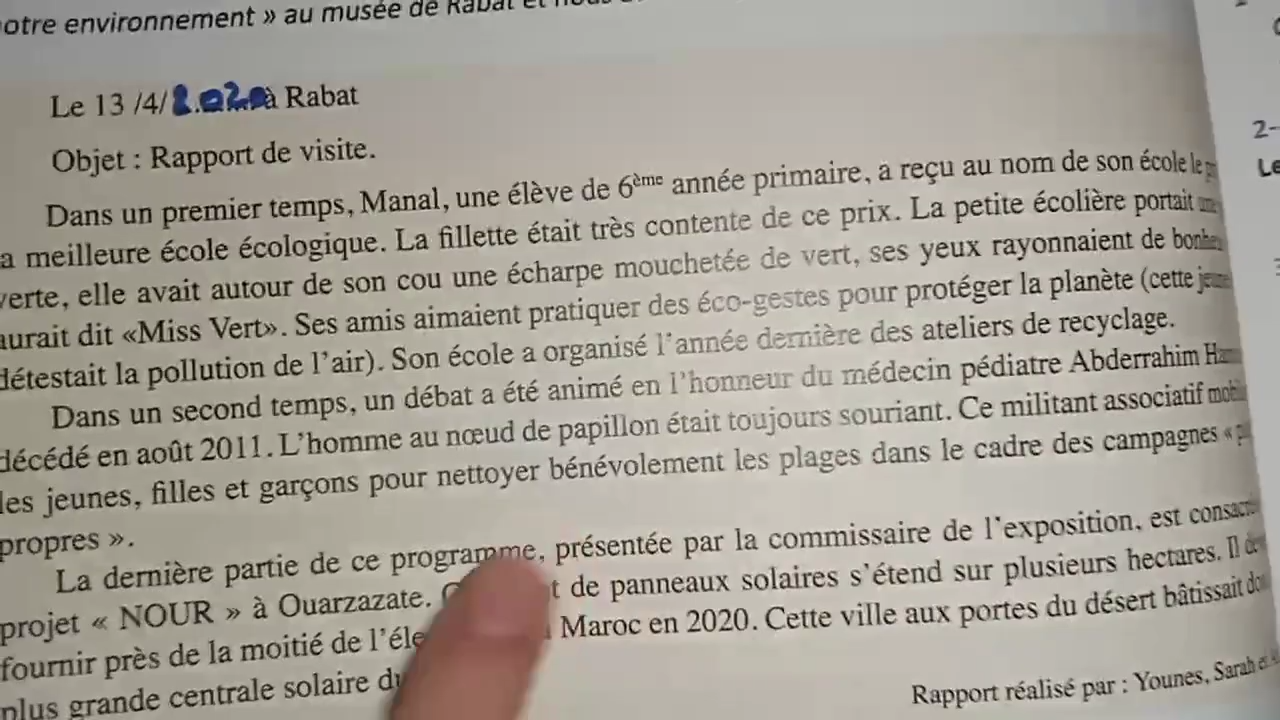 otre environnement » au musée de Rabat et
Le 13 /4/2020 à Rabat
Objet : Rapport de visite.
Dans un premier temps, Manal, une élève de 6ème année primaire, a reçu au nom de son école le
a meilleure école écologique. La fillette était très contente de ce prix. La petite écolière portait
verte, elle avait autour de son cou une écharpe mouchetée de vert, ses yeux rayonnaient de
aurait dit «Miss Vert». Ses amis aimaient pratiquer des éco-gestes pour protéger la planète (cette
détestait la pollution de l'air). Son école a organisé l'année dernière des ateliers de recyclage.
Dans un second temps, un débat a été animé en l'honneur du médecin pédiatre Abderrahim
décédé en août 2011. L'homme au nœud de papillon était toujours souriant. Ce militant associatif
les jeunes, filles et garçons pour nettoyer bénévolement les plages dans le cadre des campagnes «
propres ».
La dernière partie de ce programme, présentée par la commissaire de l'exposition, est
projet « NOUR » à Ouarzazate. de panneaux solaires s'étend sur plusieurs hectares. Il
fournir près de la moitié de Maroc en 2020. Cette ville aux portes du désert bâtissait
plus grande centrale solaire
Rapport réalisé par : Younes, Sarah et
2-
Le